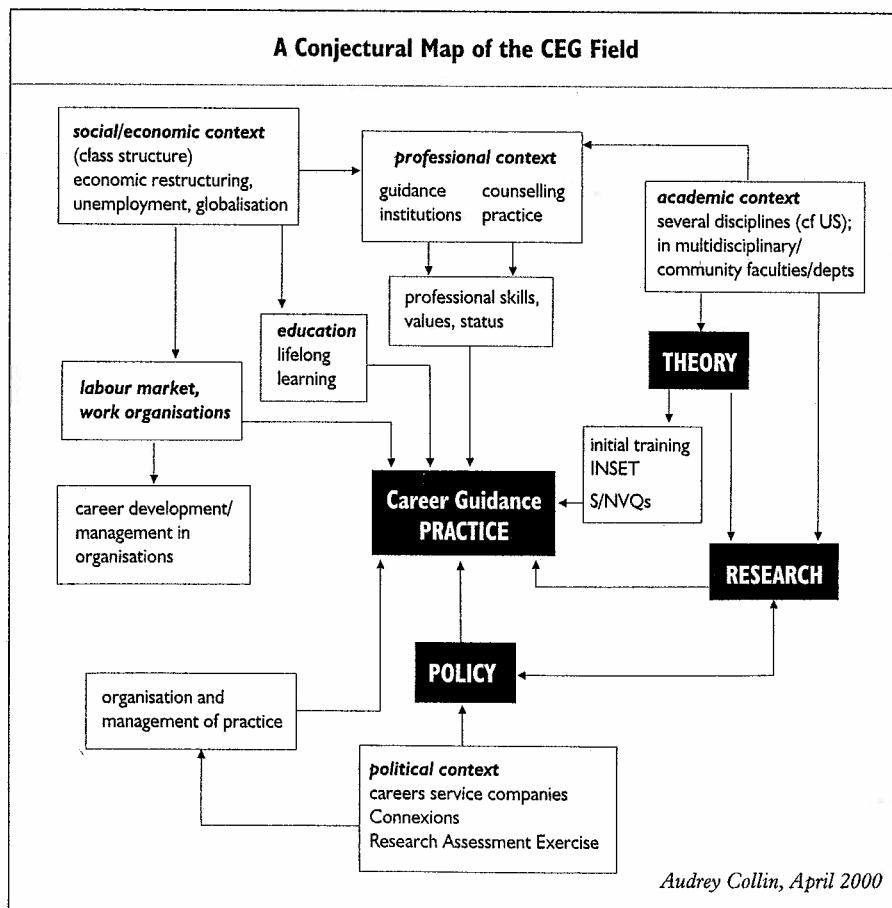 A Conjectural Map of the CEG Field
social/economic context
(class structure)
economic restructuring,
unemployment, globalisation
professional context
guidance counselling
institutions practice
academic context
several disciplines (cf US);
in multidisciplinary/
community faculties/depts
professional skills,
values, status
education
lifelong
learning
THEORY
labour market,
work organisations
initial training
INSET
S/NVQs
career development/
management in
organisations
Career Guidance
PRACTICE
RESEARCH
POLICY
organisation and
management of practice
political context
careers service companies
Connexions
Research Assessment Exercise
Audrey Collin, April 2000